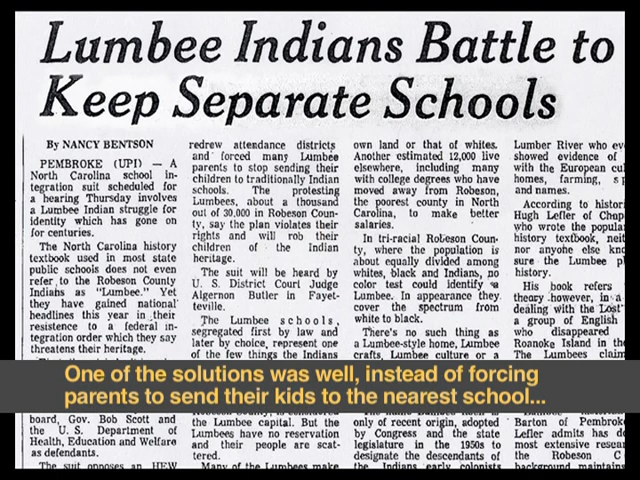 Lumbee Indians Battle to
Keep Separate Schools
By NANCY BENTSON
PEMBROKE (UPI) — A
North Carolina school in-
tegration suit scheduled for
a hearing Thursday involves
a Lumbee Indian struggle for
identity which has gone on
for centuries.
The North Carolina history
textbook used in most state
public schools does not even
refer to the Robeson County
Indians as "Lumbee." Yet
they have gained national
headlines this year in their
resistance to a federal in-
tegration order which they say
threatens their heritage.
board, Gov. Bob Scott and
the U. S. Department of
Health, Education and Welfare
as defendants.
The suit opposes an HEW
redrew attendance districts
and forced many Lumbee
parents to stop sending their
children to traditionally Indian
schools. The protesting
Lumbees, about a thousand
out of 30,000 in Robeson Coun-
ty, say the plan violates their
rights and will rob their
children of the Indian
heritage.
The suit will be heard by
U. S. District Court Judge
Algernon Butler in Fayet-
teville.
The Lumbee schools,
segregated first by law and
later by choice, represent one
of the few things the Indians
the Lumbee capital. But the
Lumbees have no reservation
and their people are scat-
tered.
Many of the Lumbees make
own land or that of whites.
Another estimated 12,000 live
elsewhere, including many
with college degrees who have
moved away from Robeson,
the poorest county in North
Carolina, to make better
salaries.
In tri-racial Robeson Coun-
ty, where the population is
about equally divided among
whites, black and Indians, no
color test could identify a
Lumbee. In appearance they
cover the spectrum from
white to black.
There's no such thing as
a Lumbee-style home, Lumbee
crafts, Lumbee culture or a
only of recent origin, adopted
by Congress and the state
legislature in the 1950s to
designate the descendants of
the Indians early colonists
Lumber River who
showed evidence of
with the European cul
homes, farming, s
and names.
According to histori
Hugh Lefler of Chap
who wrote the popula
history textbook, neit
nor anyone else kno
sure the Lumbee p
history.
His book refers
theory however, in a
dealing with the "Lost
a group of English
who disappeared
Roanoke Island in the
The Lumbees claim
Barton of Pembrok
Lefler admits has d
most extensive resear
the Robeson C
background maintains
One of the solutions was well, instead of forcing
parents to send their kids to the nearest school...